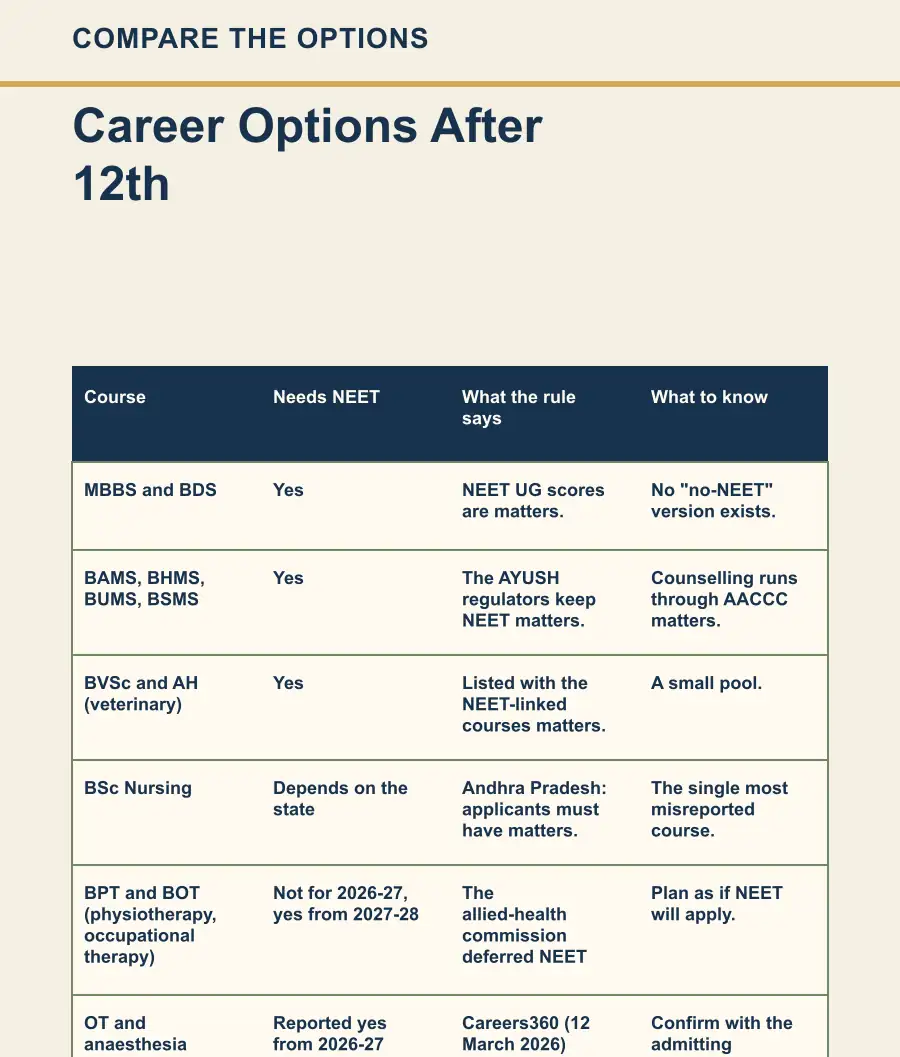 COMPARE THE OPTIONS
Career Options After
12th
Course
Needs NEET
What the rule
says
What to know
MBBS and BDS
Yes
NEET UG scores
are matters.
No "no-NEET"
version exists.
BAMS, BHMS,
BUMS, BSMS
Yes
The AYUSH
regulators keep
NEET matters.
Counselling runs
through AACCC
matters.
BVSc and AH
(veterinary)
Yes
Listed with the
NEET-linked
courses matters.
A small pool.
BSc Nursing
Depends on the
state
Andhra Pradesh:
applicants must
have matters.
The single most
misreported
course.
BPT and BOT
(physiotherapy,
occupational
therapy)
Not for 2026-27,
yes from 2027-28
The
allied-health
commission
deferred NEET
Plan as if NEET
will apply.
OT and
anaesthesia
Reported yes
from 2026-27
Careers360 (12
March 2026)
Confirm with the
admitting